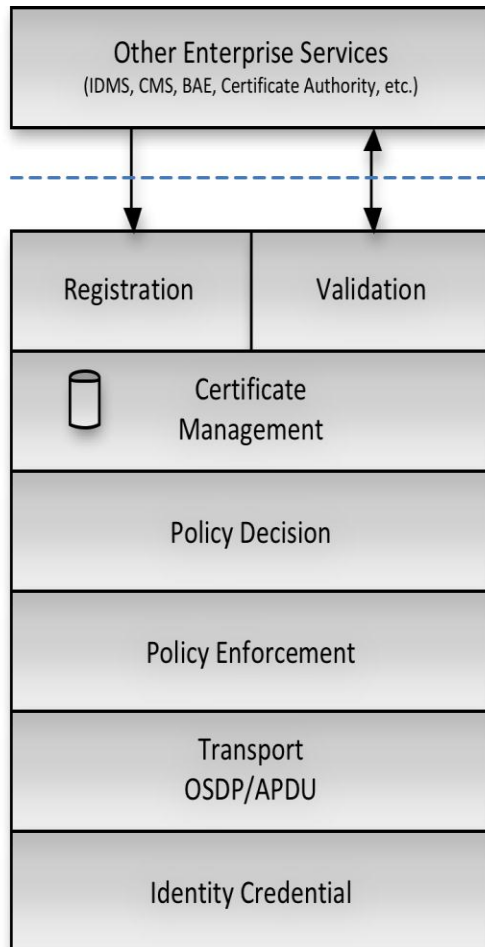 Other Enterprise Services
(IDMS, CMS, BAE, Certificate Authority, etc.)
Registration
Validation
Certificate
Management
Policy Decision
Policy Enforcement
Transport
OSDP/APDU
Identity Credential